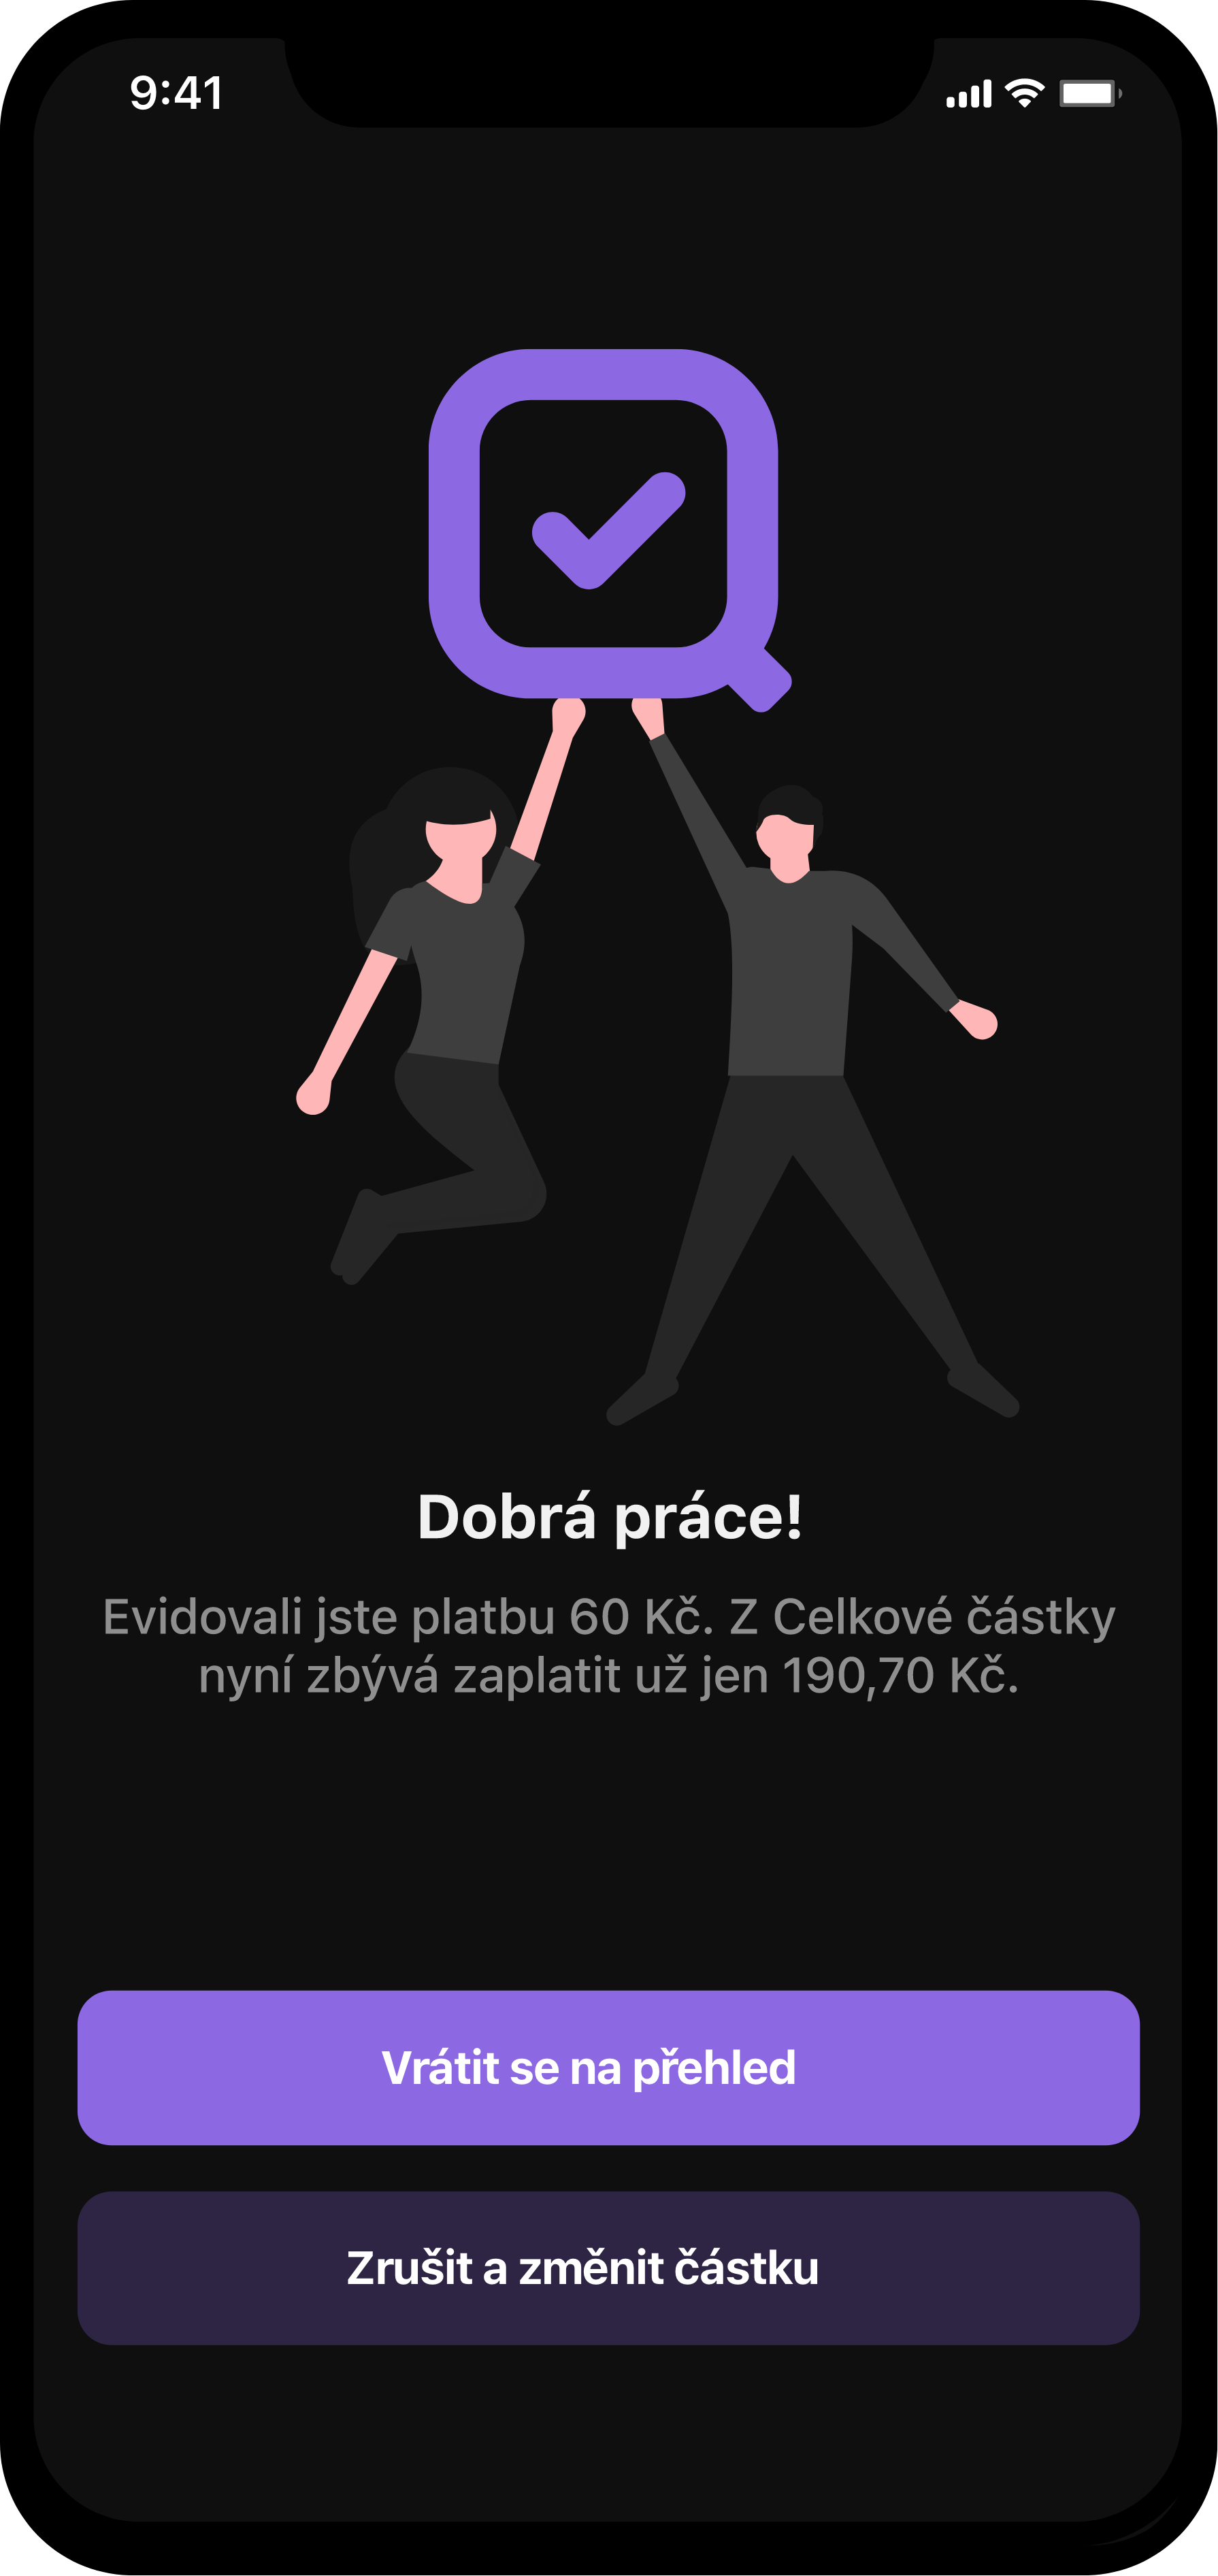 9:41
Dobrá práce!
Evidovali jste platbu 60 Kč. Z Celkové částky
nyní zbývá zaplatit už jen 190,70 Kč.
Vrátit se na přehled
Zrušit a změnit částku